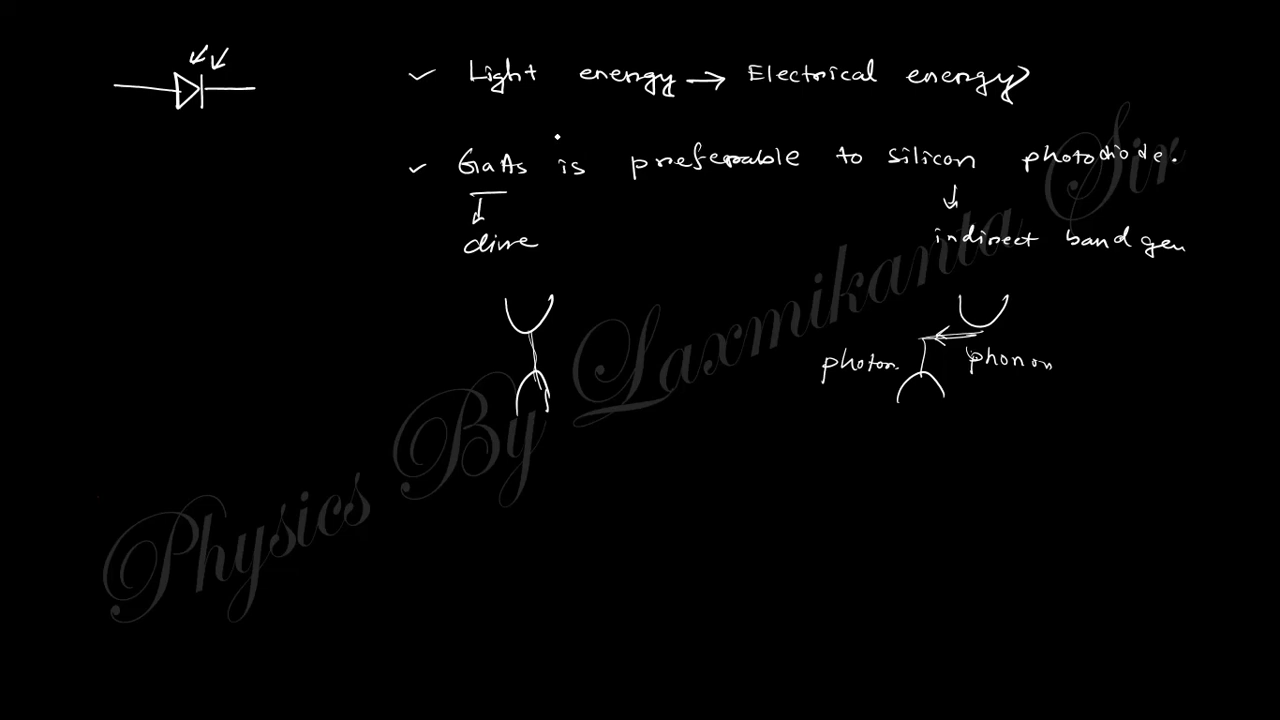 ✓ Light energy → Electrical energy
✓ GaAs is preferable to silicon photodiode.
dire
indirect band gap
photon.
phonon
Physics By Laxmikanta Sir